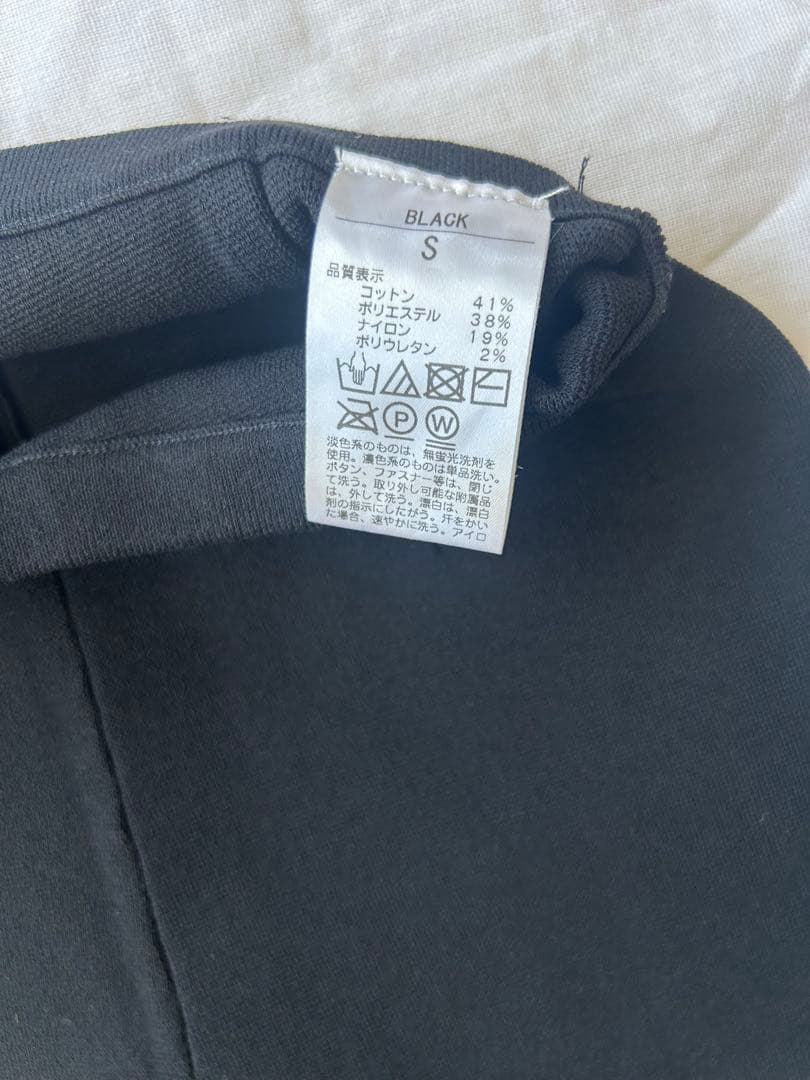 BLACK
S
品質表示
コットン 41%
ポリエステル 38%
ナイロン 19%
ポリウレタン 2%
P W
淡色系のものは、無蛍光洗剤を
使用。濃色系のものは単品洗い。
ボタン、ファスナー等は、閉じ
て洗う。取り外し可能な附属品
は、外して洗う。漂白は、漂白
剤の指示にしたがう。汗をかい
た場合、速やかに洗う。アイロ